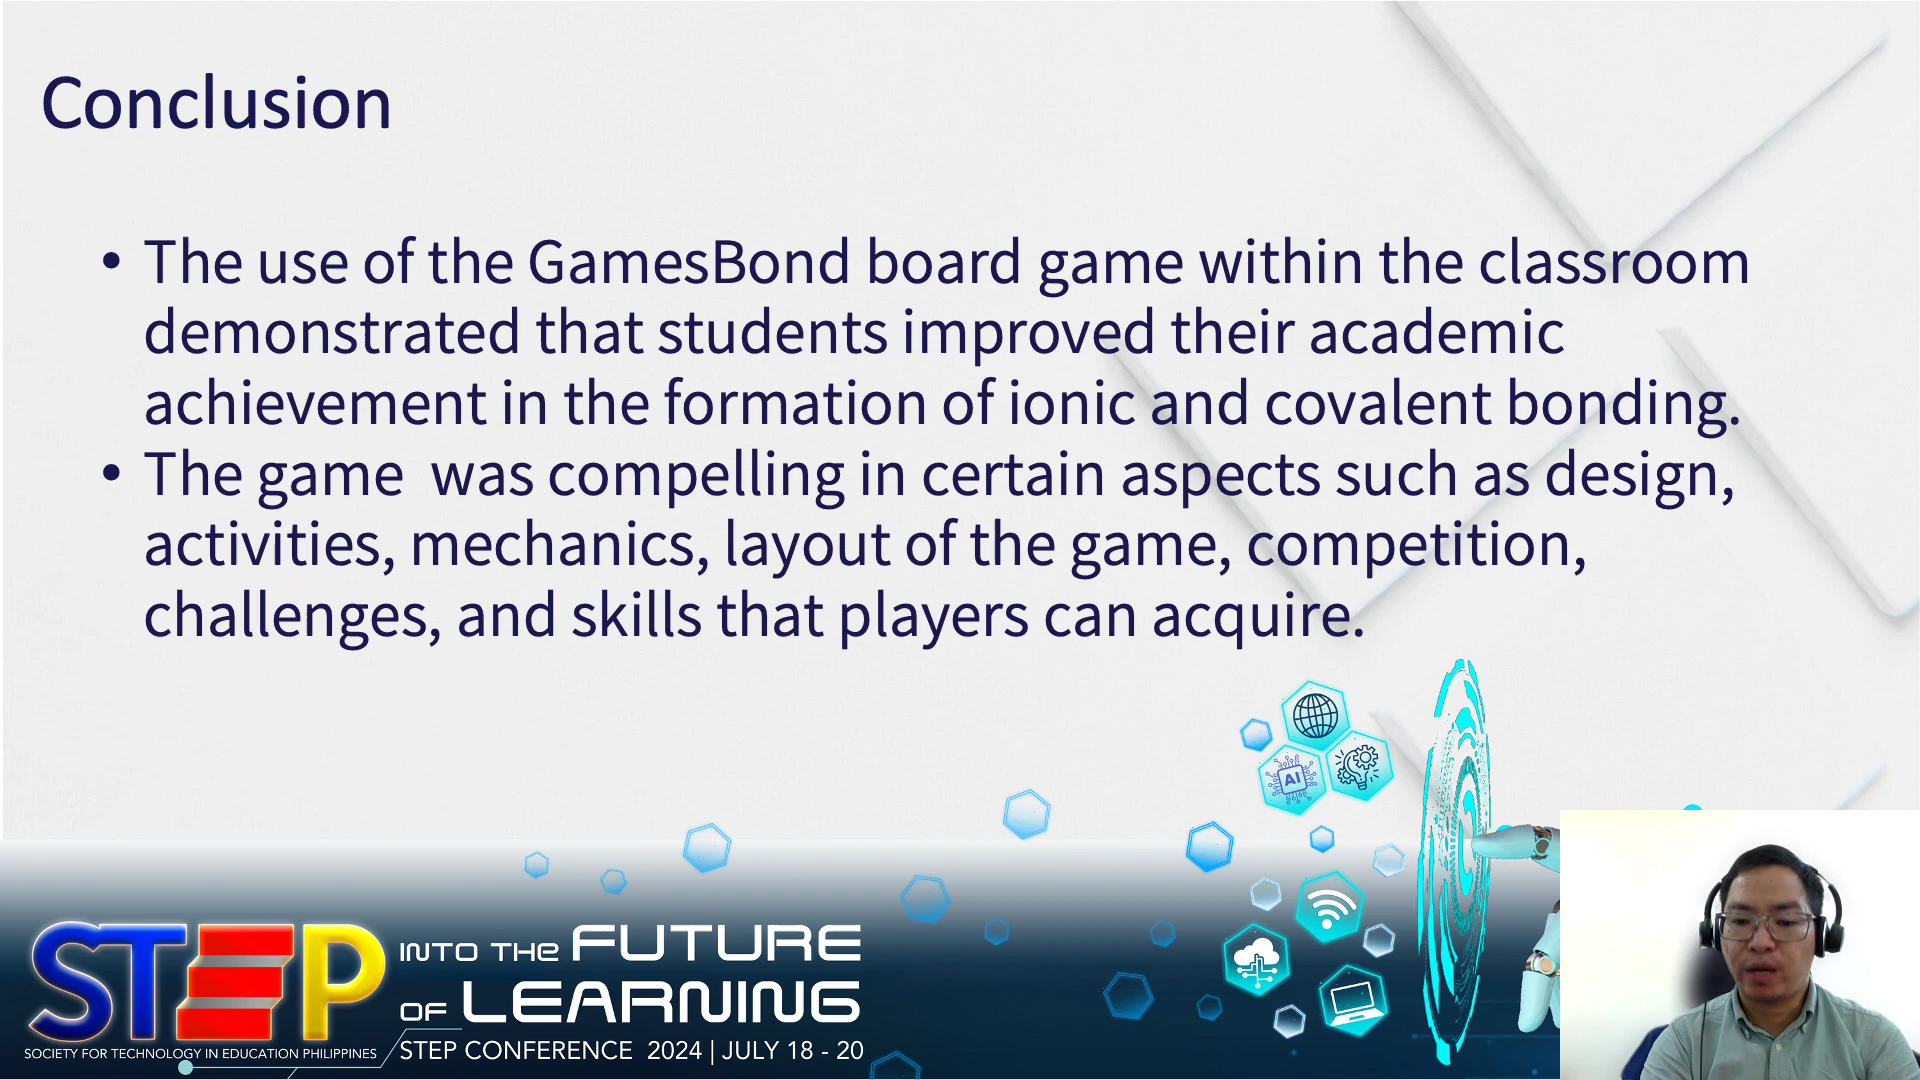 Conclusion
• The use of the GamesBond board game within the classroom
demonstrated that students improved their academic
achievement in the formation of ionic and covalent bonding.
• The game  was compelling in certain aspects such as design,
activities, mechanics, layout of the game, competition,
challenges, and skills that players can acquire.
AI
STEP
SOCIETY FOR TECHNOLOGY IN EDUCATION PHILIPPINES
INTO THE FUTURE
OF LEARNING
STEP CONFERENCE 2024 | JULY 18 - 20